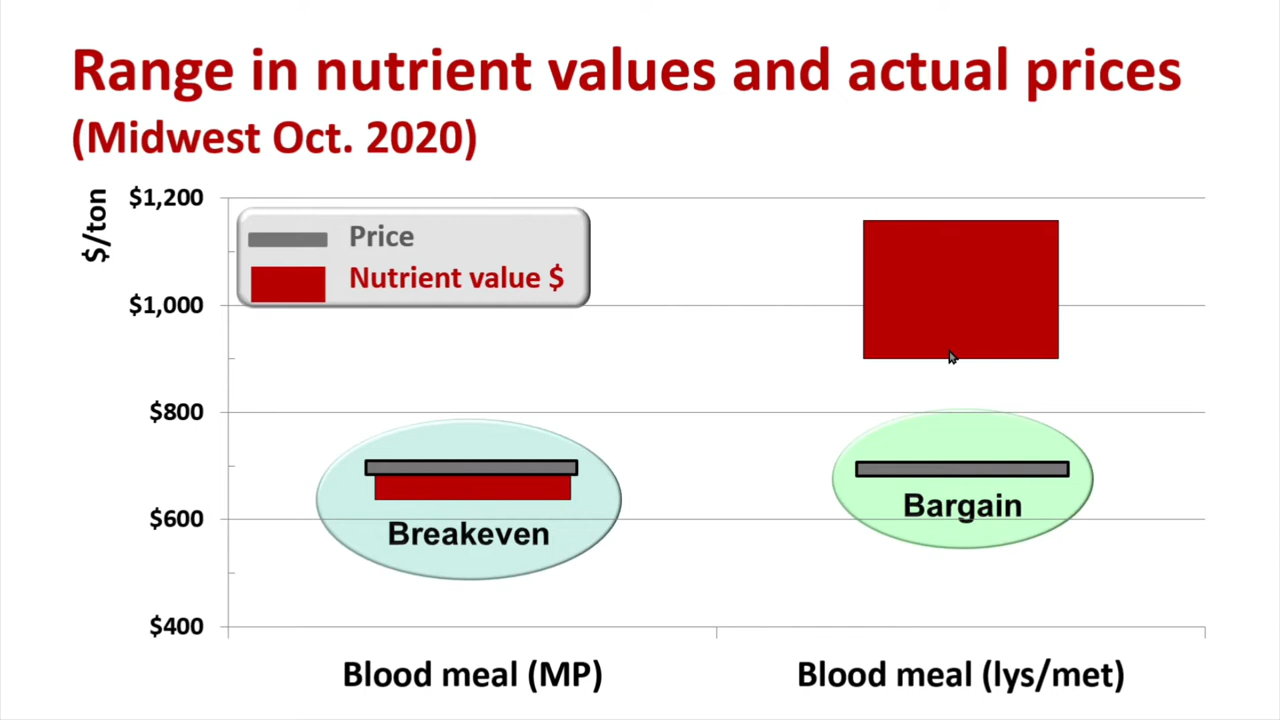 Range in nutrient values and actual prices
(Midwest Oct. 2020)
$/ton
$1,200
$1,000
$800
$600
$400
Price
Nutrient value $
Breakeven
Bargain
Blood meal (MP)
Blood meal (lys/met)